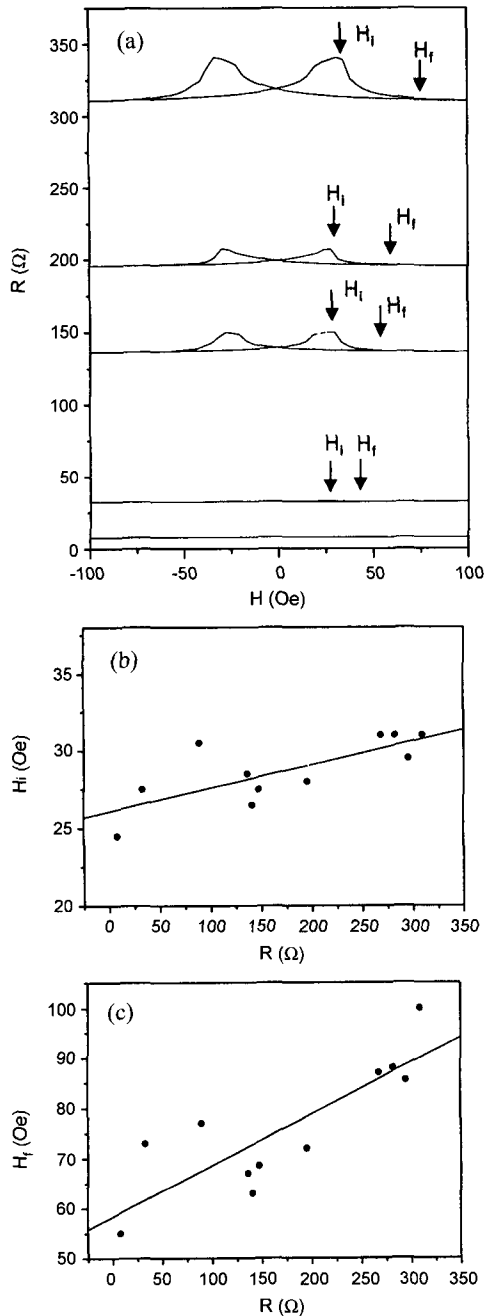 (a)
H_i
H_f
350
300
H_i
H_f
250
R (Ω)
200
H_i
H_f
150
100
H_i
H_f
50
0
-100 -50 0 50 100
H (Oe)
(b)
35
30
Hi (Oe)
25
20
0 50 100 150 200 250 300 350
R (Ω)
(c)
100
90
80
H_f (Oe)
70
60
50
0 50 100 150 200 250 300 350
R (Ω)